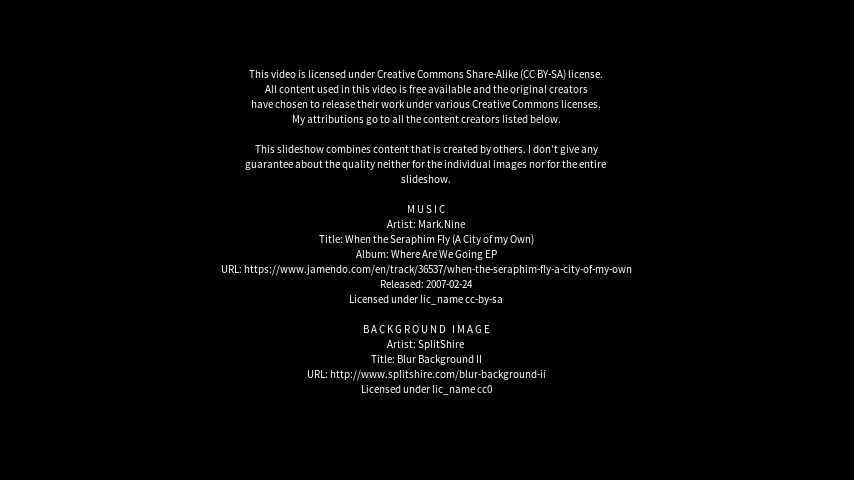 This video is licensed under Creative Commons Share-Alike (CC BY-SA) license.
All content used in this video is free available and the original creators
have chosen to release their work under various Creative Commons licenses.
My attributions go to all the content creators listed below.
This slideshow combines content that is created by others. I don't give any
guarantee about the quality neither for the individual images nor for the entire
slideshow.
MUSIC
Artist: Mark.Nine
Title: When the Seraphim Fly (A City of my Own)
Album: Where Are We Going EP
URL: https://www.jamendo.com/en/track/36537/when-the-seraphim-fly-a-city-of-my-own
Released: 2007-02-24
Licensed under lic_name cc-by-sa
BACKGROUND IMAGE
Artist: SplitShire
Title: Blur Background II
URL: http://www.splitshire.com/blur-background-ii
Licensed under lic_name cc0